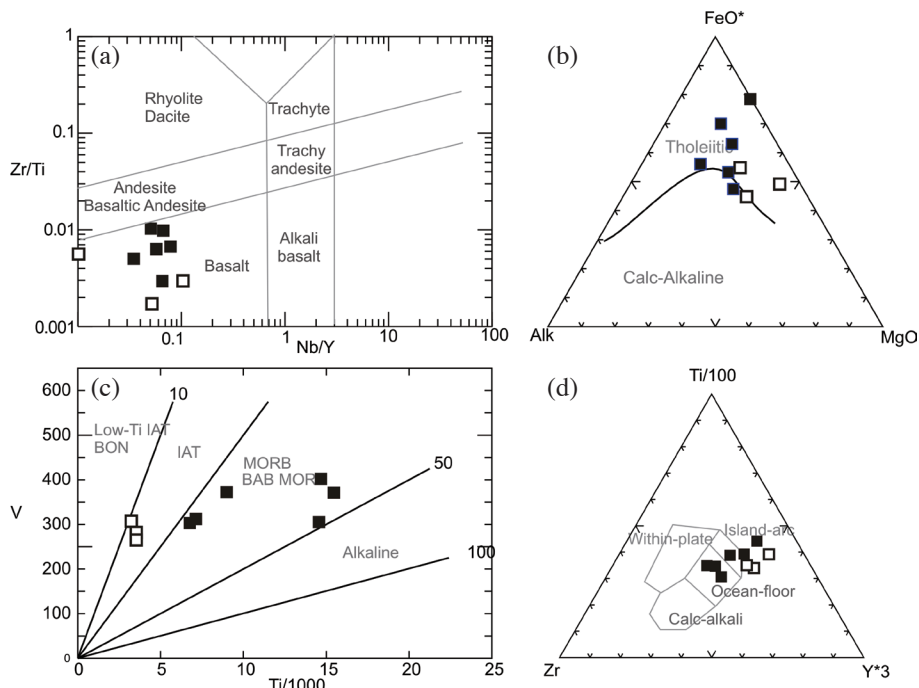 (a)
1
0.1
0.01
0.001
Zr/Ti
Rhyolite
Dacite
Trachyte
Trachy
andesite
Andesite
Basaltic Andesite
Basalt
Alkali
basalt
0.1
1
10
100
Nb/Y
(b)
FeO*
Tholeiitic
Calc-Alkaline
Alk
MgO
(c)
600
500
400
300
200
100
0
V
10
Low-Ti IAT
BON
IAT
MORB
BAB MOR
50
Alkaline
100
0
5
10
15
20
25
Ti/1000
(d)
Ti/100
Within-plate
Island-arc
Ocean-floor
Calc-alkali
Zr
Y*3